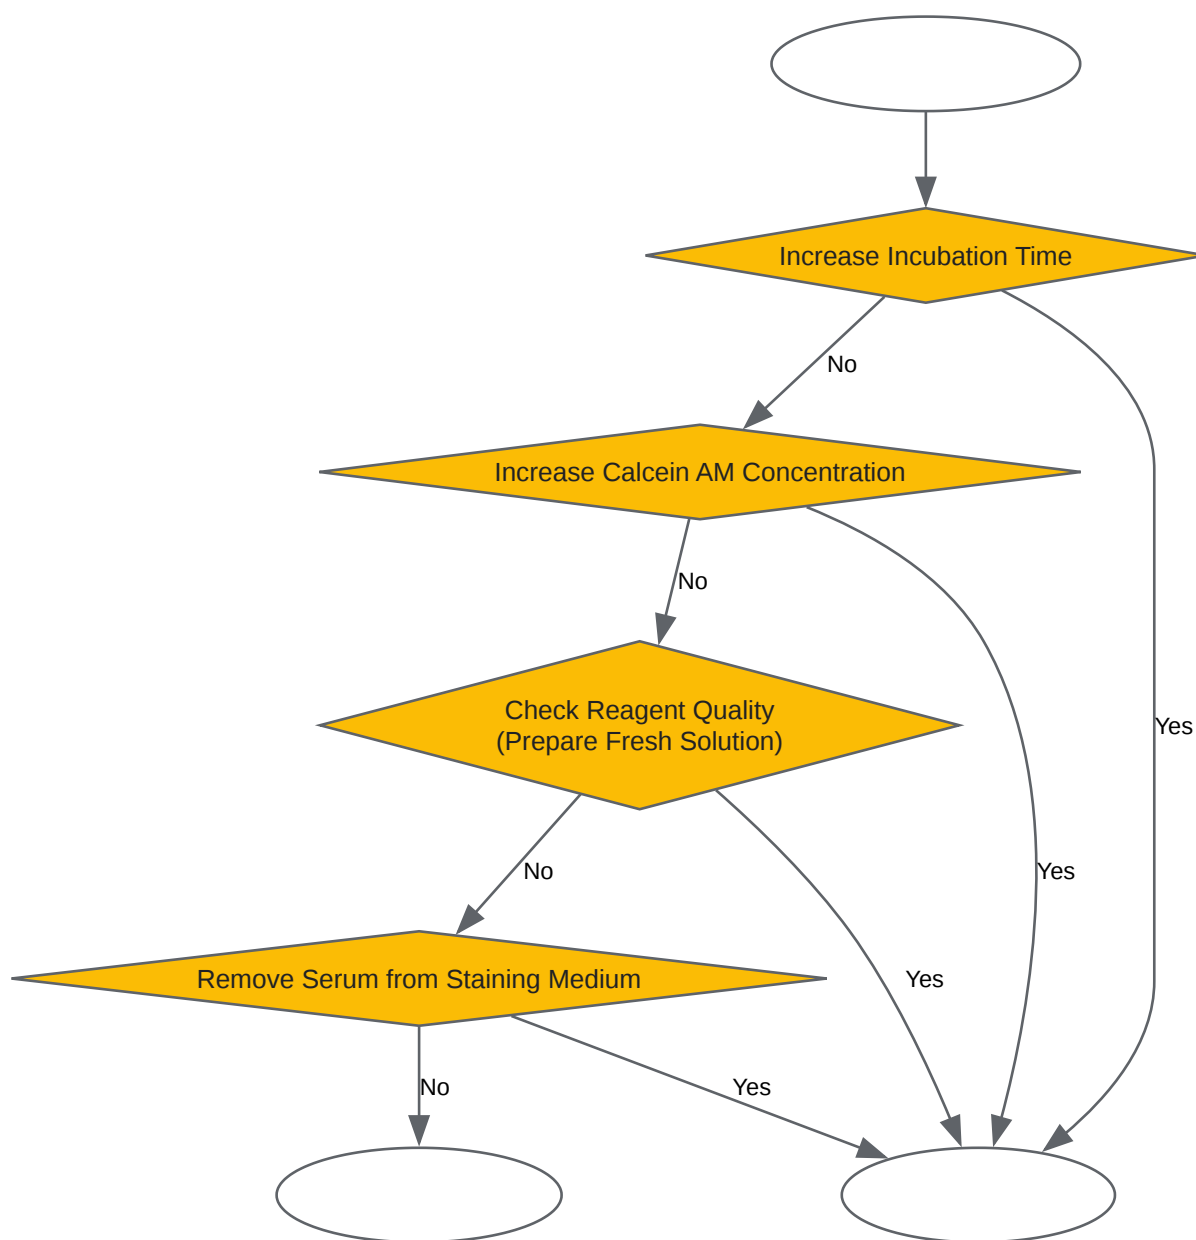 Increase Incubation Time
No
Increase Calcein AM Concentration
No
Check Reagent Quality
(Prepare Fresh Solution)
Yes
No
Yes
Remove Serum from Staining Medium
Yes
No
Yes